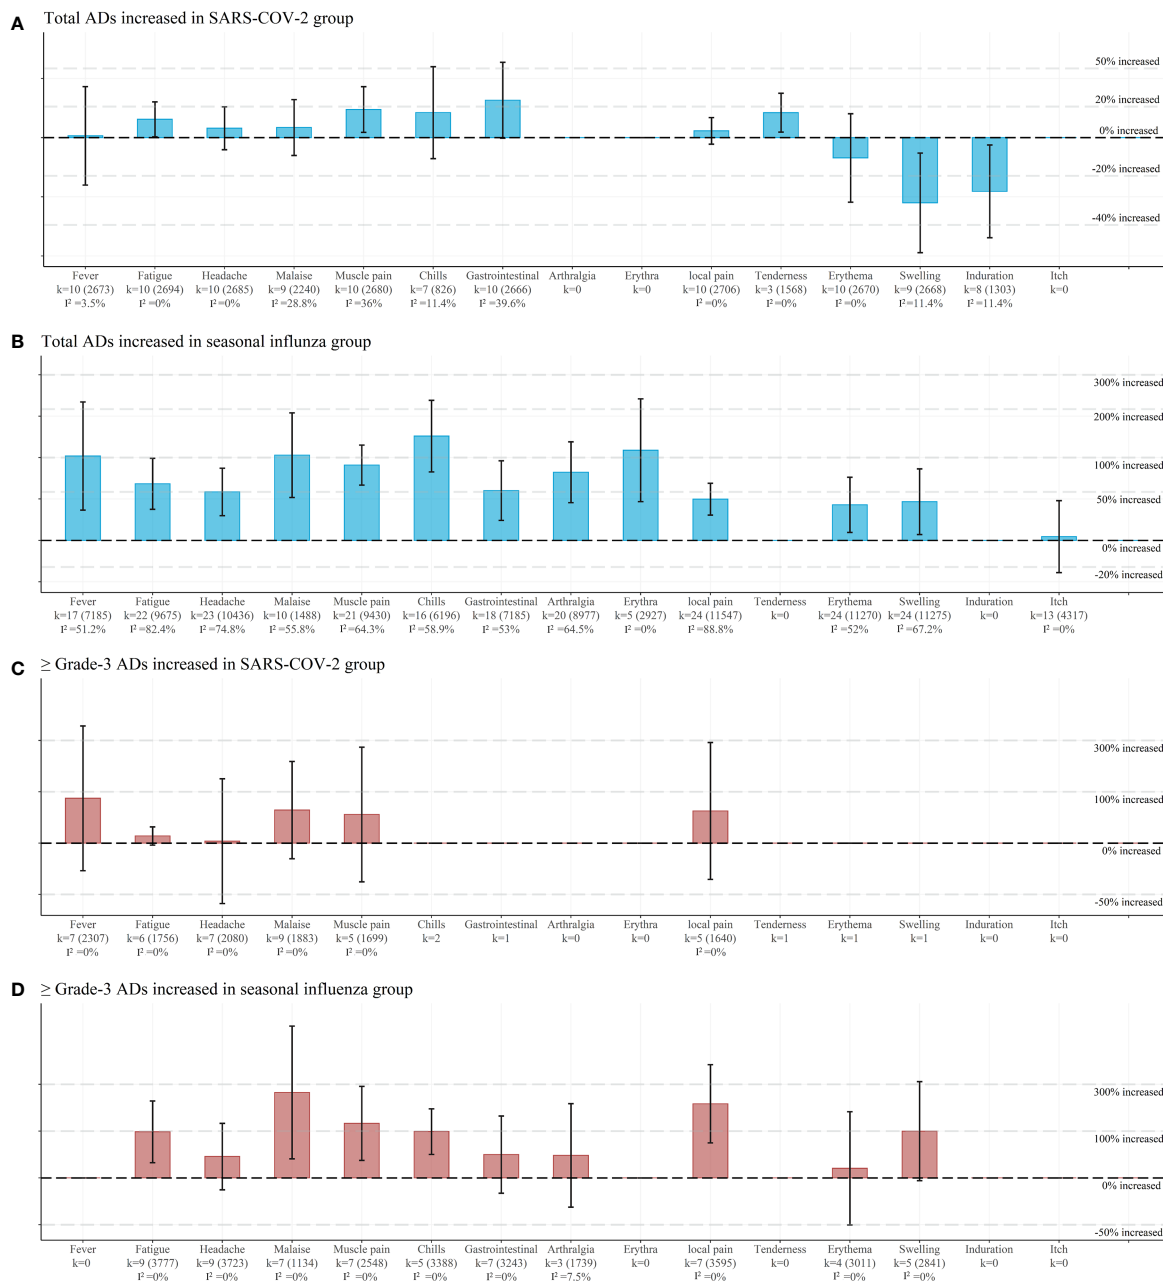 A Total ADs increased in SARS-COV-2 group
50% increased
20% increased
0% increased
-20% increased
-40% increased
Fever Fatigue Headache Malaise Muscle pain Chills Gastrointestinal Arthralgia Erythra local pain Tenderness Erythema Swelling Induration Itch
k=10 (2673) k=10 (2694) k=10 (2685) k=9 (2240) k=10 (2680) k=7 (826) k=10 (2666) k=0 k=0 k=10 (2706) k=3 (1568) k=10 (2670) k=9 (2668) k=8 (1303) k=0
I² =3.5% I² =0% I² =0% I² =28.8% I² =36% I² =11.4% I² =39.6% I² =0% I² =0% I² =0% I² =11.4% I² =11.4%
B Total ADs increased in seasonal influnza group
300% increased
200% increased
100% increased
50% increased
0% increased
-20% increased
Fever Fatigue Headache Malaise Muscle pain Chills Gastrointestinal Arthralgia Erythra local pain Tenderness Erythema Swelling Induration Itch
k=17 (7185) k=22 (9675) k=23 (10436) k=10 (1488) k=21 (9430) k=16 (6196) k=18 (7185) k=20 (8977) k=5 (2927) k=24 (11547) k=0 k=24 (11270) k=24 (11275) k=0 k=13 (4317)
I² =51.2% I² =82.4% I² =74.8% I² =55.8% I² =64.3% I² =58.9% I² =53% I² =64.5% I² =0% I² =88.8% I² =52% I² =67.2% I² =0%
C ≥ Grade-3 ADs increased in SARS-COV-2 group
300% increased
100% increased
0% increased
-50% increased
Fever Fatigue Headache Malaise Muscle pain Chills Gastrointestinal Arthralgia Erythra local pain Tenderness Erythema Swelling Induration Itch
k=7 (2307) k=6 (1756) k=7 (2080) k=9 (1883) k=5 (1699) k=2 k=1 k=0 k=0 k=5 (1640) k=1 k=1 k=1 k=0 k=0
I² =0% I² =0% I² =0% I² =0% I² =0% I² =0%
D ≥ Grade-3 ADs increased in seasonal influenza group
300% increased
100% increased
0% increased
-50% increased
Fever Fatigue Headache Malaise Muscle pain Chills Gastrointestinal Arthralgia Erythra local pain Tenderness Erythema Swelling Induration Itch
k=0 k=9 (3777) k=9 (3723) k=7 (1134) k=7 (2548) k=5 (3388) k=7 (3243) k=3 (1739) k=0 k=7 (3595) k=0 k=4 (3011) k=5 (2841) k=0 k=0
I² =0% I² =0% I² =0% I² =0% I² =0% I² =0% I² =7.5% I² =0% I² =0% I² =0%